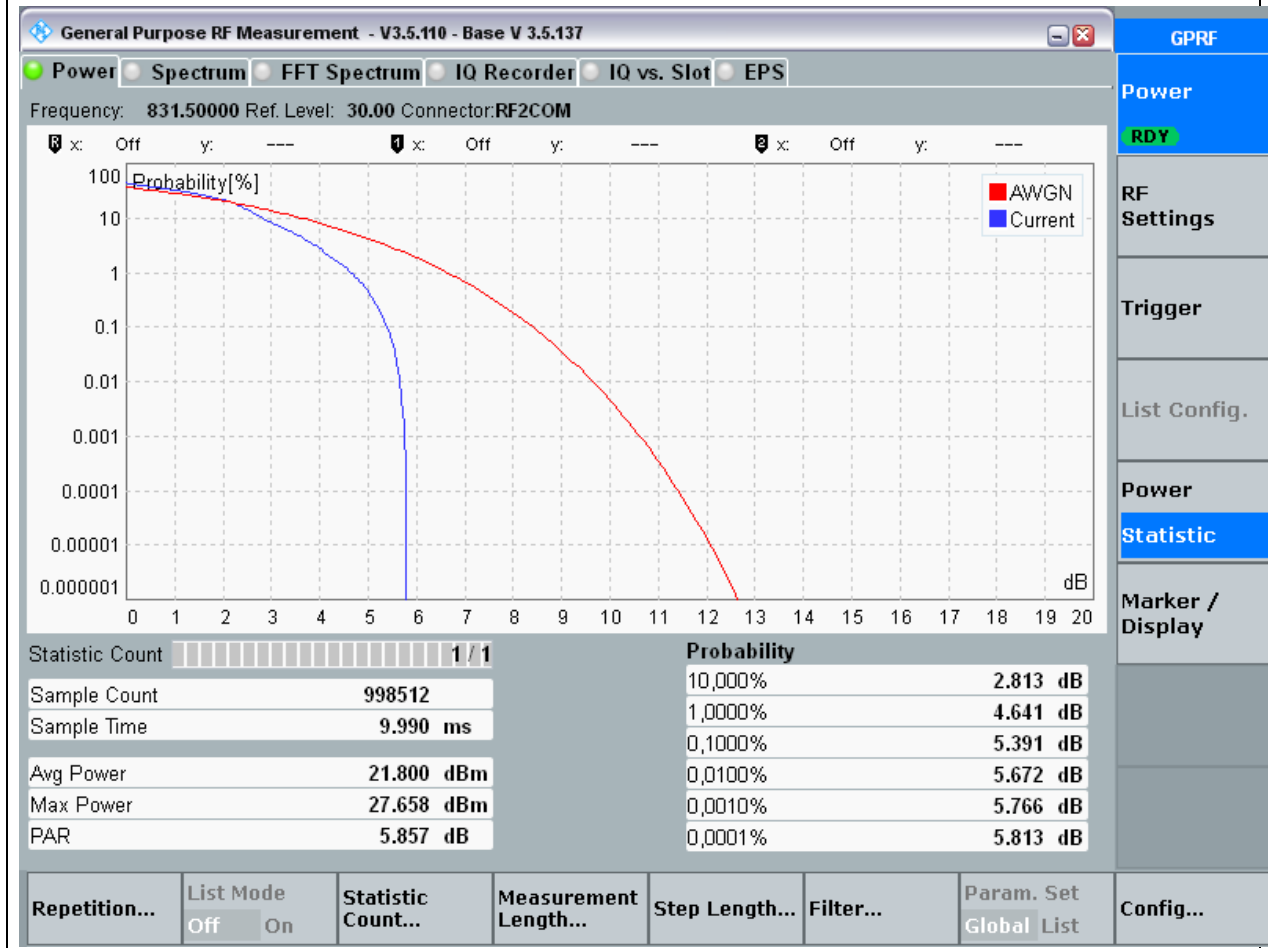 General Purpose RF Measurement - V3.5.110 - Base V 3.5.137
GPRF
Power Spectrum FFT Spectrum IQ Recorder IQ vs. Slot EPS
Power
RDY
Frequency: 831.50000 Ref. Level: 30.00 Connector:RF2COM
R x: Off y: --- 1 x: Off y: --- 2 x: Off y: ---
100 Probability[%]
AWGN
Current
10
1
0.1
0.01
0.001
0.0001
0.00001
0.000001
dB
0 1 2 3 4 5 6 7 8 9 10 11 12 13 14 15 16 17 18 19 20
RF
Settings
Trigger
List Config.
Power
Statistic
Marker /
Display
Statistic Count 1 / 1
Sample Count 998512
Sample Time 9.990 ms
Avg Power 21.800 dBm
Max Power 27.658 dBm
PAR 5.857 dB
Probability
10,000% 2.813 dB
1,0000% 4.641 dB
0,1000% 5.391 dB
0,0100% 5.672 dB
0,0010% 5.766 dB
0,0001% 5.813 dB
Repetition...
List Mode
Off On
Statistic
Count...
Measurement
Length...
Step Length...
Filter...
Param. Set
Global List
Config...